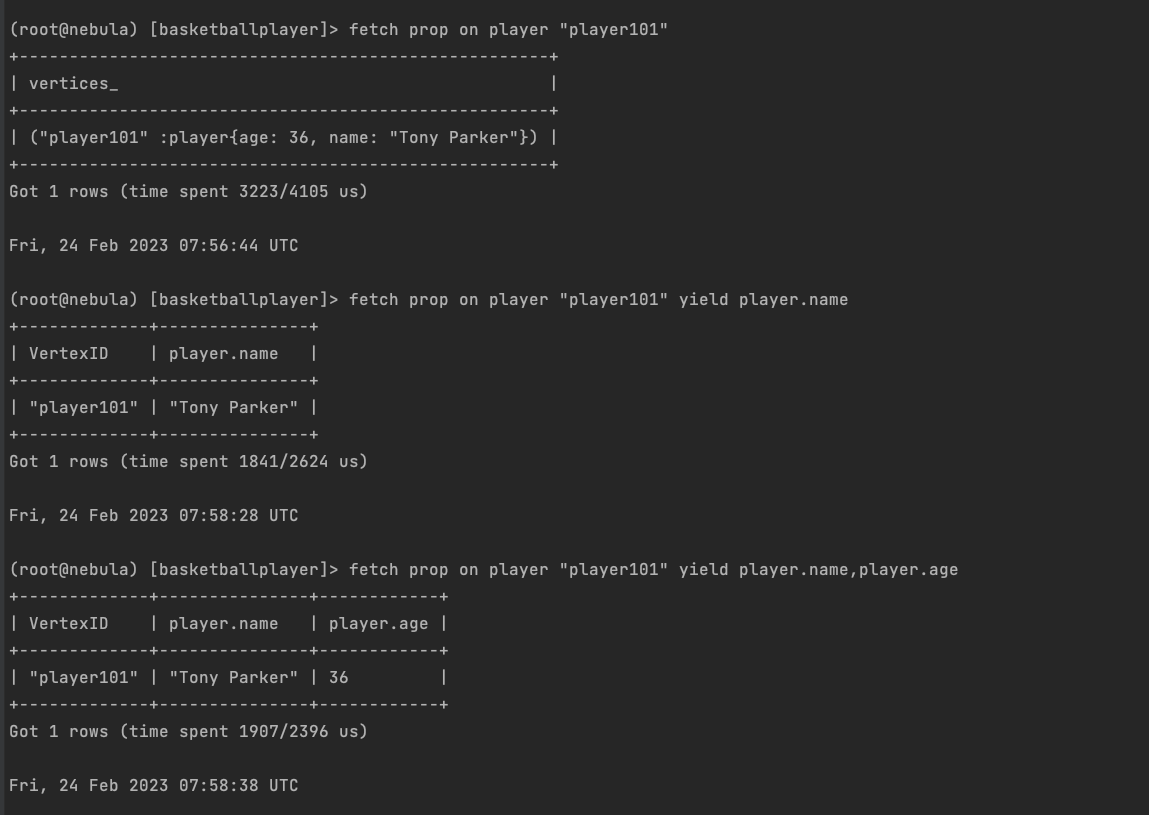 (root@nebula) [basketballplayer]> fetch prop on player "player101"
+-----------------------------------------------------+
| vertices_                                           |
+-----------------------------------------------------+
| ("player101" :player{age: 36, name: "Tony Parker"}) |
+-----------------------------------------------------+
Got 1 rows (time spent 3223/4105 us)

Fri, 24 Feb 2023 07:56:44 UTC

(root@nebula) [basketballplayer]> fetch prop on player "player101" yield player.name
+-------------+---------------+
| VertexID    | player.name   |
+-------------+---------------+
| "player101" | "Tony Parker" |
+-------------+---------------+
Got 1 rows (time spent 1841/2624 us)

Fri, 24 Feb 2023 07:58:28 UTC

(root@nebula) [basketballplayer]> fetch prop on player "player101" yield player.name,player.age
+-------------+---------------+------------+
| VertexID    | player.name   | player.age |
+-------------+---------------+------------+
| "player101" | "Tony Parker" | 36         |
+-------------+---------------+------------+
Got 1 rows (time spent 1907/2396 us)

Fri, 24 Feb 2023 07:58:38 UTC